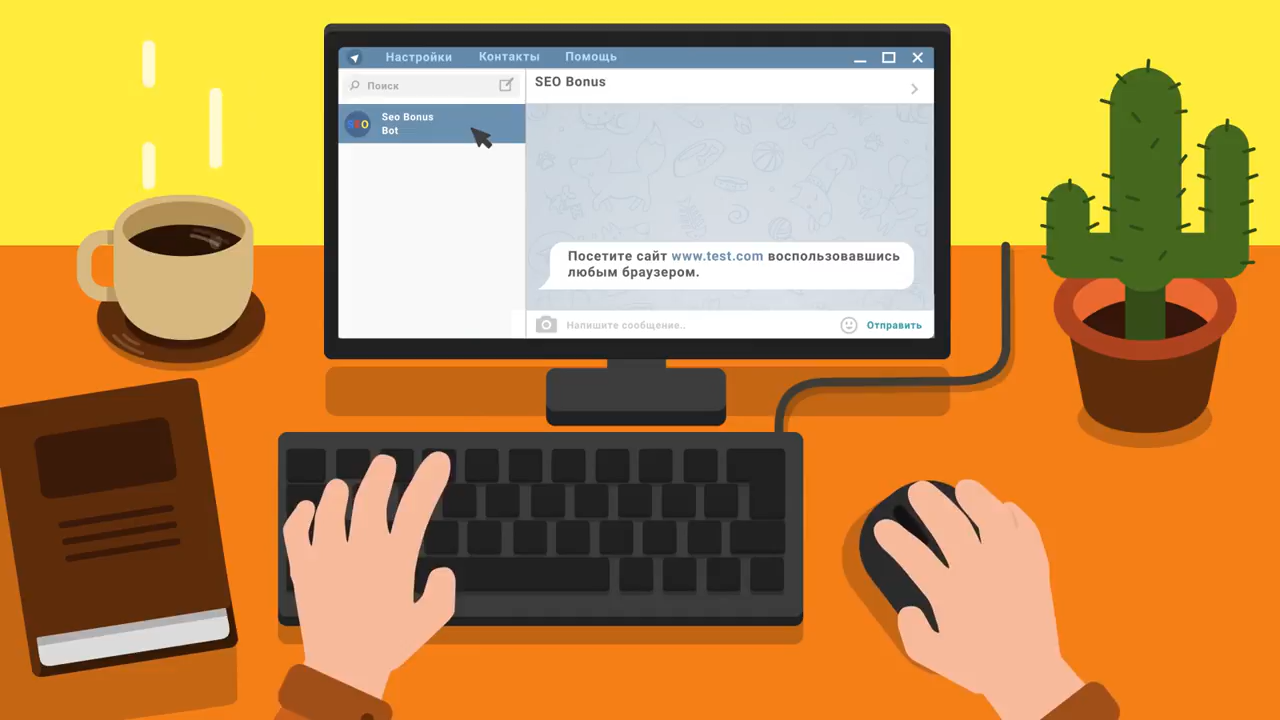 Настройки Контакты Помощь
Поиск
SEO Bonus
SEO
Seo Bonus
Bot
Посетите сайт www.test.com воспользовавшись
любым браузером.
Напишите сообщение..
Отправить